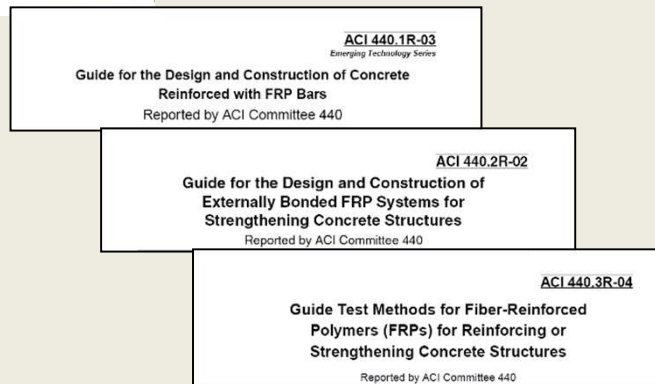 ACI 440.1R-03
Emerging Technology Series
Guide for the Design and Construction of Concrete
Reinforced with FRP Bars
Reported by ACI Committee 440
ACI 440.2R-02
Guide for the Design and Construction of
Externally Bonded FRP Systems for
Strengthening Concrete Structures
Reported by ACI Committee 440
ACI 440.3R-04
Guide Test Methods for Fiber-Reinforced
Polymers (FRPs) for Reinforcing or
Strengthening Concrete Structures
Reported by ACI Committee 440